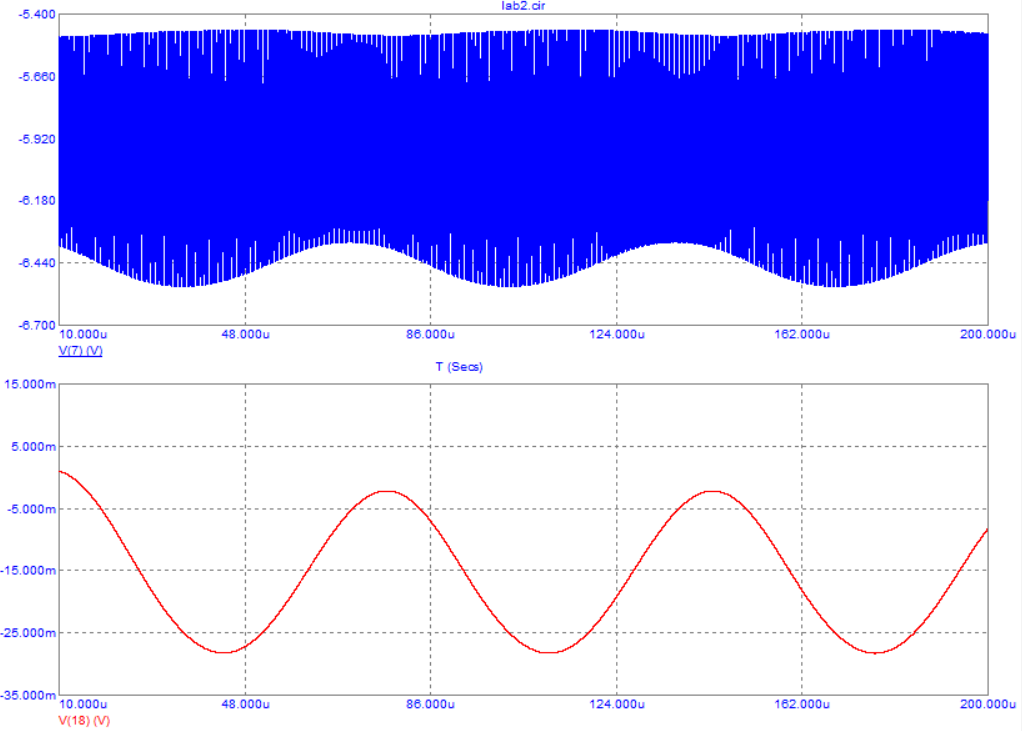 lab2.cir
-5.400
-5.660
-5.920
-6.180
-6.440
-6.700
10.000u 48.000u 86.000u 124.000u 162.000u 200.000u
V(7) (V)
T (Secs)
15.000m
5.000m
-5.000m
-15.000m
-25.000m
-35.000m
10.000u 48.000u 86.000u 124.000u 162.000u 200.000u
V(18) (V)